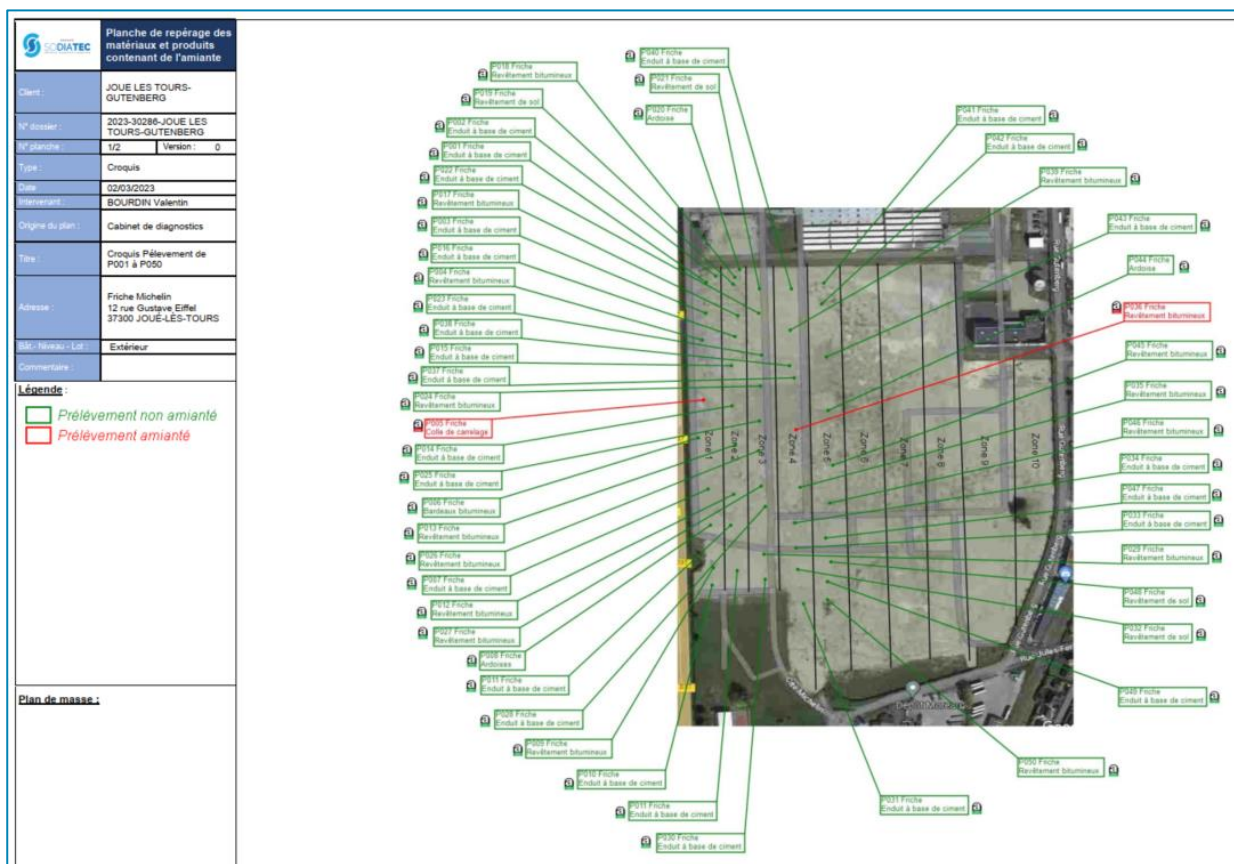 SODIATEC
Planche de repérage des
matériaux et produits
contenant de l'amiante
Client :
JOUE LES TOURS-
GUTENBERG
N° dossier :
2023-30286-JOUE LES
TOURS-GUTENBERG
N° planche :
1/2
Version : 0
Type :
Croquis
Date
02/03/2023
Intervenant :
BOURDIN Valentin
Origine du plan :
Cabinet de diagnostics
Titre :
Croquis Pélevement de
P001 à P050
Adresse :
Friche Michelin
12 rue Gustave Eiffel
37300 JOUÉ-LÈS-TOURS
Bât.- Niveau - Lot :
Extérieur
Commentaire :
Légende :
Prélèvement non amianté
Prélèvement amianté
Plan de masse :
P040 Friche
Enduit à base de ciment
P018 Friche
Revêtement bitumineux
P021 Friche
Revêtement de sol
P019 Friche
Revêtement de sol
P020 Friche
Ardoise
P002 Friche
Enduit à base de ciment
P001 Friche
Enduit à base de ciment
P022 Friche
Enduit à base de ciment
P017 Friche
Revêtement bitumineux
P003 Friche
Enduit à base de ciment
P016 Friche
Enduit à base de ciment
P004 Friche
Revêtement bitumineux
P023 Friche
Enduit à base de ciment
P038 Friche
Enduit à base de ciment
P015 Friche
Enduit à base de ciment
P037 Friche
Enduit à base de ciment
P024 Friche
Revêtement bitumineux
P005 Friche
Colle de carrelage
P014 Friche
Enduit à base de ciment
P025 Friche
Enduit à base de ciment
P006 Friche
Bardeaux bitumineux
P013 Friche
Revêtement bitumineux
P026 Friche
Revêtement bitumineux
P007 Friche
Enduit à base de ciment
P012 Friche
Revêtement bitumineux
P027 Friche
Revêtement bitumineux
P008 Friche
Ardoises
P011 Friche
Enduit à base de ciment
P028 Friche
Enduit à base de ciment
P009 Friche
Revêtement bitumineux
P010 Friche
Enduit à base de ciment
P011 Friche
Enduit à base de ciment
P030 Friche
Enduit à base de ciment
P041 Friche
Enduit à base de ciment
P042 Friche
Enduit à base de ciment
P039 Friche
Revêtement bitumineux
P043 Friche
Enduit à base de ciment
P044 Friche
Ardoise
P036 Friche
Revêtement bitumineux
P045 Friche
Revêtement bitumineux
P035 Friche
Enduit à base de ciment
P046 Friche
Revêtement bitumineux
P034 Friche
Enduit à base de ciment
P047 Friche
Enduit à base de ciment
P033 Friche
Enduit à base de ciment
P029 Friche
Revêtement bitumineux
P048 Friche
Revêtement de sol
P032 Friche
Revêtement de sol
P049 Friche
Enduit à base de ciment
P050 Friche
Revêtement bitumineux
P031 Friche
Enduit à base de ciment
Zone 1
Zone 2
Zone 3
Zone 4
Zone 5
Zone 6
Zone 7
Zone 8
Zone 9
Zone 10
Rue Gutenberg
Rue Gutenberg
Cité Michelin